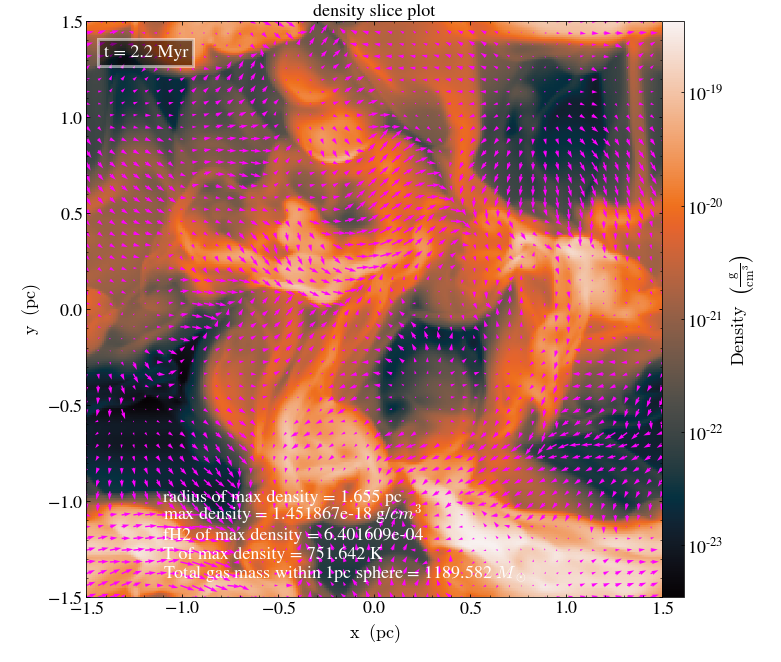 density slice plot
t = 2.2 Myr
1.5
1.0
0.5
0.0
−0.5
−1.0
−1.5
y (pc)
radius of max density = 1.655 pc
max density = 1.451867e-18 g/cm³
fH2 of max density = 6.401609e-04
T of max density = 751.642 K
Total gas mass within 1pc sphere = 1189.582 M
−1.5 −1.0 −0.5 0.0 0.5 1.0 1.5
x (pc)
10⁻¹⁹
10⁻²⁰
10⁻²¹
10⁻²²
10⁻²³
Density (g/cm³)